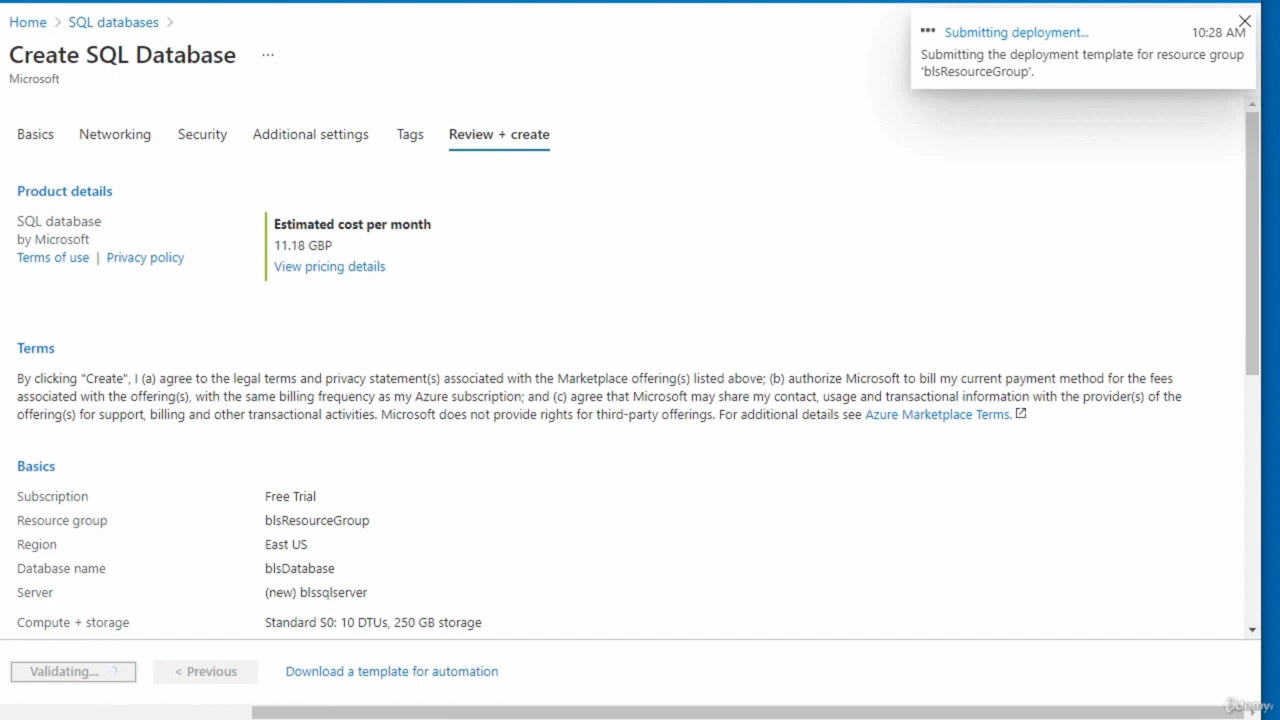 Home > SQL databases >
Create SQL Database ...
Microsoft
Submitting deployment... 10:28 AM
Submitting the deployment template for resource group
'blsResourceGroup'.
Basics Networking Security Additional settings Tags Review + create
Product details
SQL database
by Microsoft
Terms of use | Privacy policy
Estimated cost per month
11.18 GBP
View pricing details
Terms
By clicking "Create", I (a) agree to the legal terms and privacy statement(s) associated with the Marketplace offering(s) listed above; (b) authorize Microsoft to bill my current payment method for the fees
associated with the offering(s), with the same billing frequency as my Azure subscription; and (c) agree that Microsoft may share my contact, usage and transactional information with the provider(s) of the
offering(s) for support, billing and other transactional activities. Microsoft does not provide rights for third-party offerings. For additional details see Azure Marketplace Terms.
Basics
Subscription Free Trial
Resource group blsResourceGroup
Region East US
Database name blsDatabase
Server (new) blssqlserver
Compute + storage Standard S0: 10 DTUs, 250 GB storage
Validating... < Previous Download a template for automation
Udemy